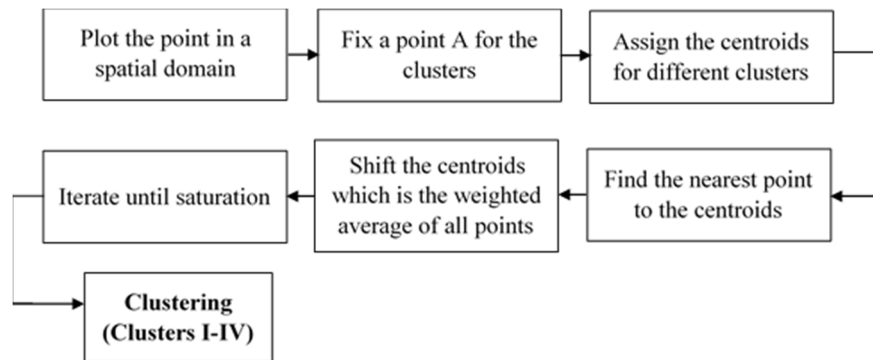 Plot the point in a
spatial domain
Fix a point A for the
clusters
Assign the centroids
for different clusters
Find the nearest point
to the centroids
Shift the centroids
which is the weighted
average of all points
Iterate until saturation
Clustering
(Clusters I-IV)